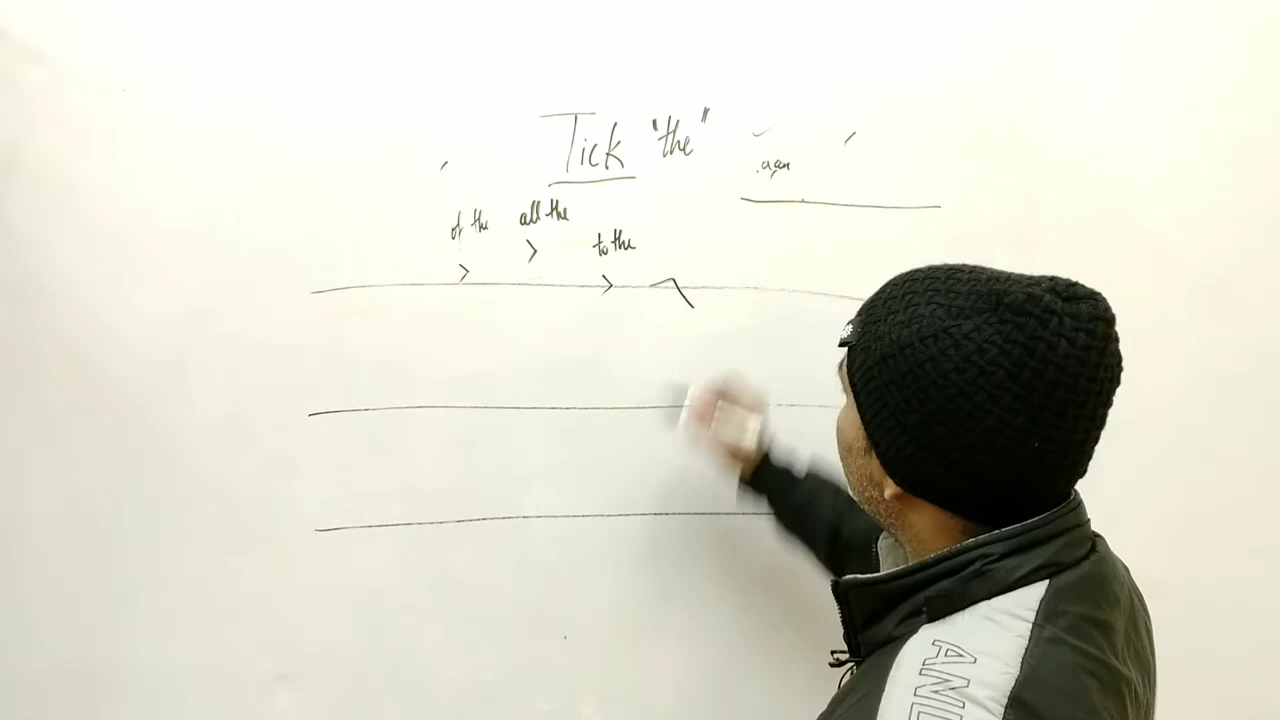 Tick "the"
of the all the
to the